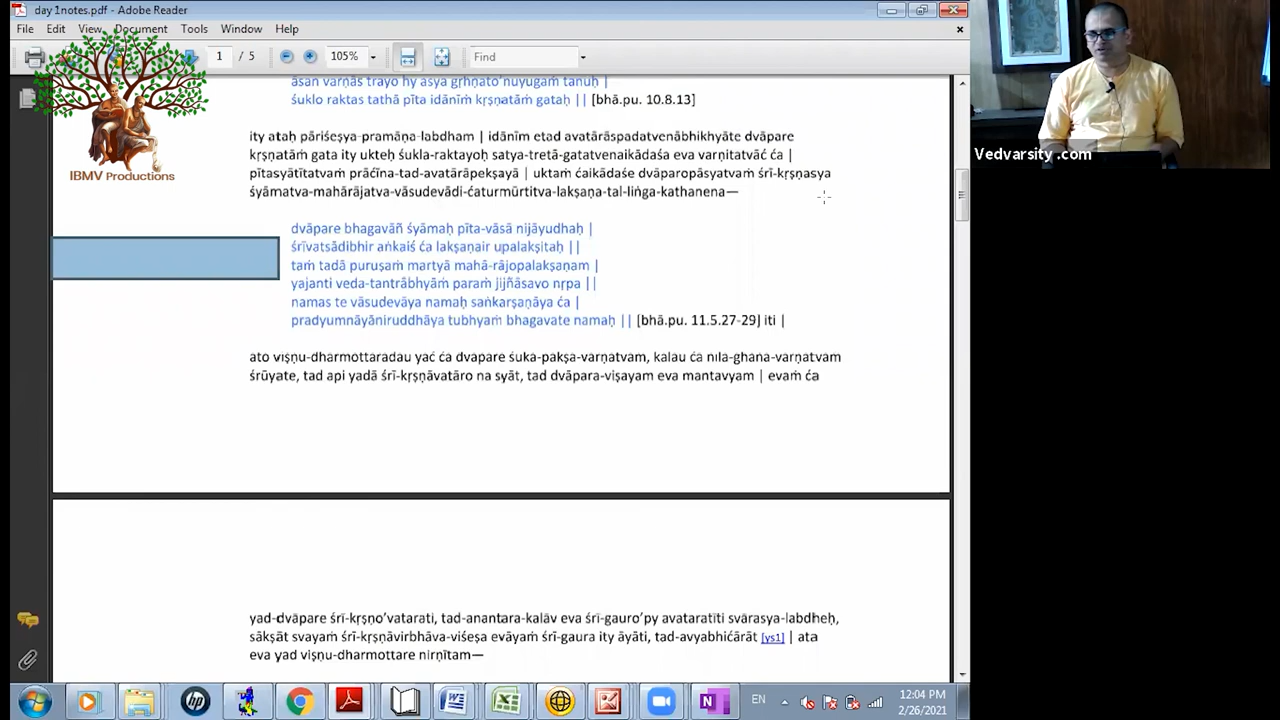 day 1notes.pdf - Adobe Reader
File Edit View Document Tools Window Help
1 / 5 105% Find
āsan varṇās trayo hy asya gṛhṇato'nuyugaṁ tanūḥ |
śuklo raktas tathā pīta idānīṁ kṛṣṇatāṁ gataḥ || [bhā.pu. 10.8.13]
IBMV Productions
ity ataḥ pāriśeṣya-pramāṇa-labdham | idānīm etad avatārāspadatvenābhikhyāte dvāpare
kṛṣṇatāṁ gata ity ukteḥ śukla-raktayoḥ satya-tretā-gatatvenaikādaśa eva varṇitatvāć ća |
pītasyātītatvaṁ prāćīna-tad-avatārāpekṣayā | uktaṁ ćaikādaśe dvāparopāsyatvaṁ śrī-kṛṣṇasya
śyāmatva-mahārājatva-vāsudevādi-ćaturmūrtitva-lakṣaṇa-tal-liṅga-kathanena—
dvāpare bhagavāñ śyāmaḥ pīta-vāsā nijāyudhaḥ |
śrīvatsādibhir aṅkaiś ća lakṣaṇair upalakṣitaḥ ||
taṁ tadā puruṣaṁ martyā mahā-rājopalakṣaṇam |
yajanti veda-tantrābhyāṁ paraṁ jijñāsavo nṛpa ||
namas te vāsudevāya namaḥ saṅkarṣaṇāya ća |
pradyumnāyāniruddhāya tubhyaṁ bhagavate namaḥ || [bhā.pu. 11.5.27-29] iti |
ato viṣṇu-dharmottaradau yać ća dvapare śuka-pakṣa-varṇatvam, kalau ća nīla-ghana-varṇatvam
śrūyate, tad api yadā śrī-kṛṣṇāvatāro na syāt, tad dvāpara-viṣayam eva mantavyam | evaṁ ća
yad-dvāpare śrī-kṛṣṇo'vatarati, tad-anantara-kalāv eva śrī-gauro'py avataratīti svārasya-labdheḥ,
sākṣāt svayaṁ śrī-kṛṣṇāvirbhāva-viśeṣa evāyaṁ śrī-gaura ity āyāti, tad-avyabhićārāt [ys1] | ata
eva yad viṣṇu-dharmottare nirṇītam—
Vedvarsity .com
EN
12:04 PM
2/26/2021